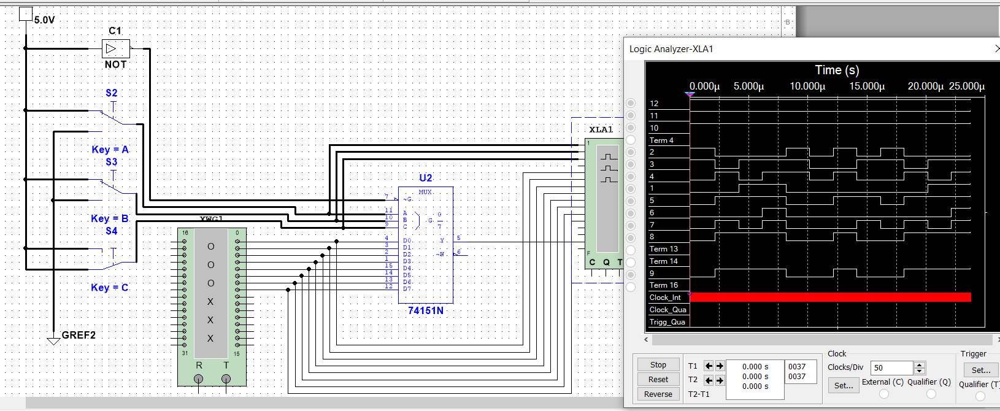 5.0V
C1
NOT
S2
Key = A
S3
Key = B
S4
Key = C
GREF2
XWG1
16
0
O
O
O
X
X
X
31
15
R
T
U2
MUX
7
~G
11
A
10
B
9
C
G
0
7
4
D0
3
D1
2
D2
1
D3
15
D4
14
D5
13
D6
12
D7
Y
5
~W
6
74151N
XLA1
1
F
C
Q
T
B
Logic Analyzer-XLA1
Time (s)
0.000μ 5.000μ 10.000μ 15.000μ 20.000μ 25.000μ
12
11
10
Term 4
2
3
4
1
5
6
7
8
Term 13
Term 14
9
Term 16
Clock_Int
Clock_Qua
Trigg_Qua
Stop
Reset
Reverse
T1
T2
T2-T1
0.000 s
0.000 s
0.000 s
0037
0037
Clock
Clocks/Div
50
Set...
External (C)
Qualifier (Q)
Trigger
Set...
Qualifier (T